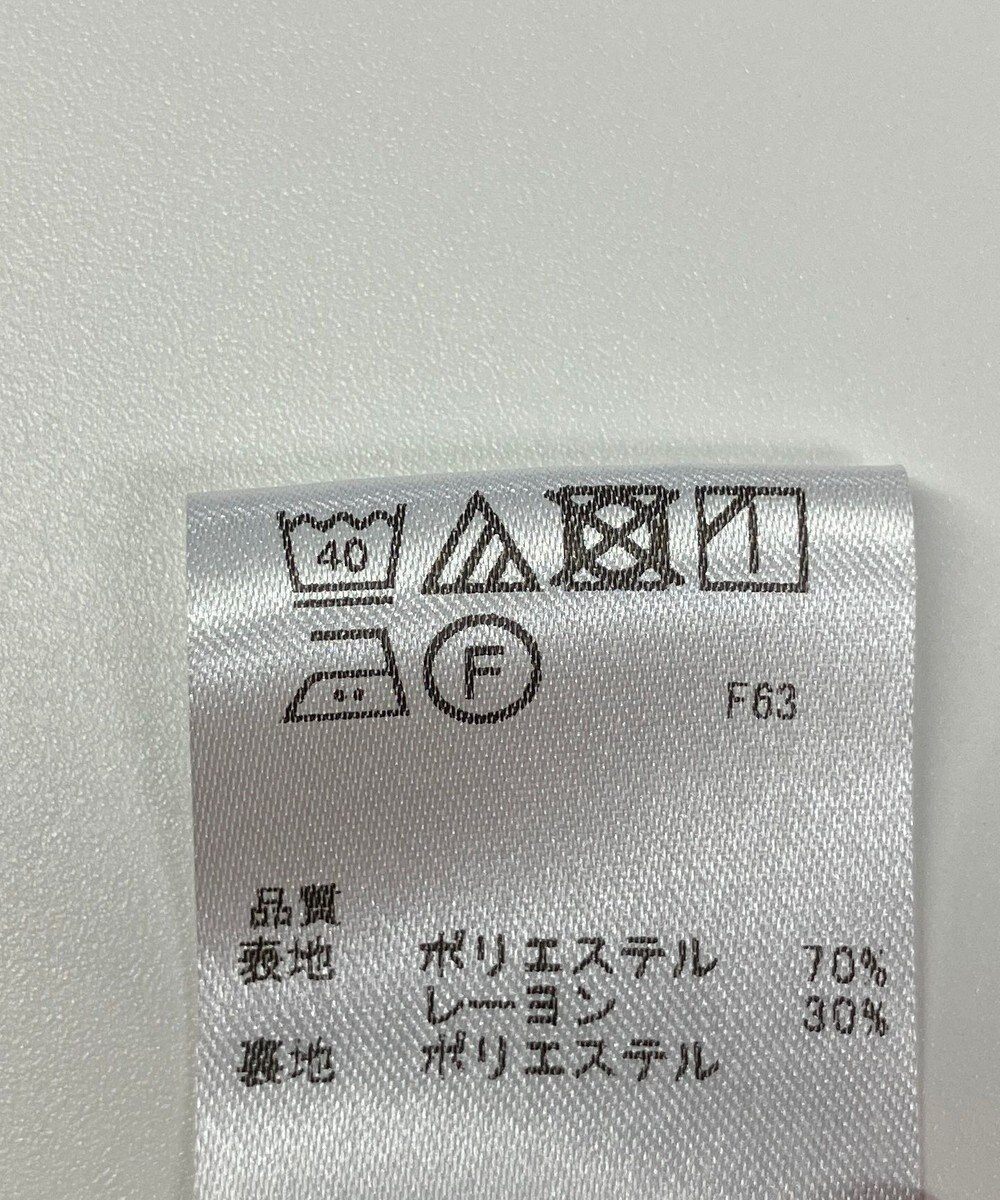 40
F
F63
品質
表地 ポリエステル 70%
レーヨン 30%
裏地 ポリエステル